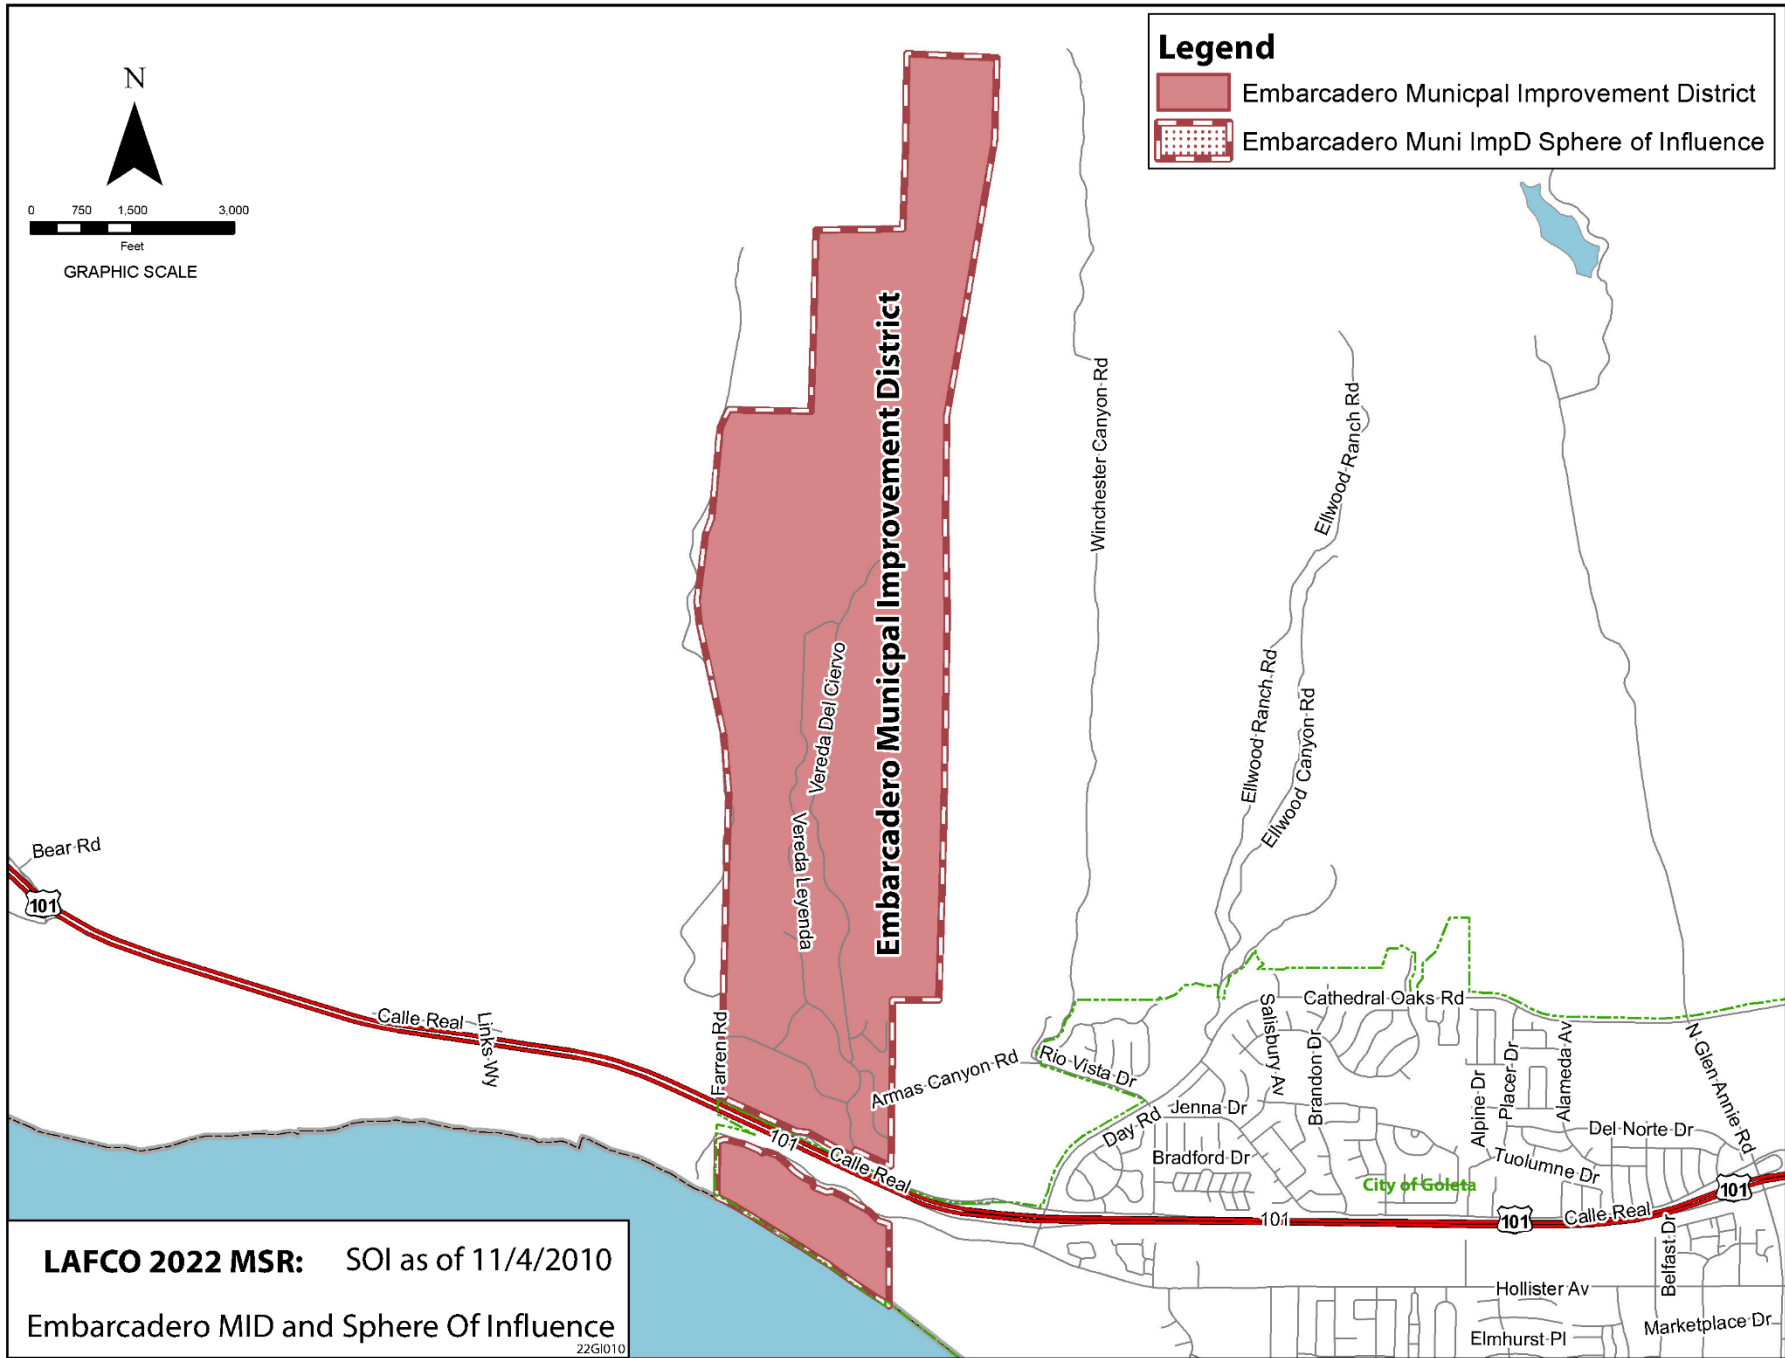 Legend
Embarcadero Municpal Improvement District
Embarcadero Muni ImpD Sphere of Influence
N
0 750 1,500 3,000
Feet
GRAPHIC SCALE
Embarcadero Municpal Improvement District
Winchester Canyon Rd
Ellwood Ranch Rd
Ellwood Ranch Rd
Ellwood Canyon Rd
Vereda Del Ciervo
Vereda Leyenda
Bear Rd
101
Calle Real
Links Wy
Farren Rd
Armas Canyon Rd
Rio Vista Dr
Cathedral Oaks Rd
Salisbury Av
Brandon Dr
Alpine Dr
Placer Dr
Alameda Av
N Glen Annie Rd
Day Rd
Jenna Dr
Bradford Dr
Del Norte Dr
Tuolumne Dr
City of Goleta
101
Calle Real
101
101
Calle Real
101
Belfast Dr
Hollister Av
Elmhurst Pl
Marketplace Dr
LAFCO 2022 MSR: SOI as of 11/4/2010
Embarcadero MID and Sphere Of Influence
22GI010